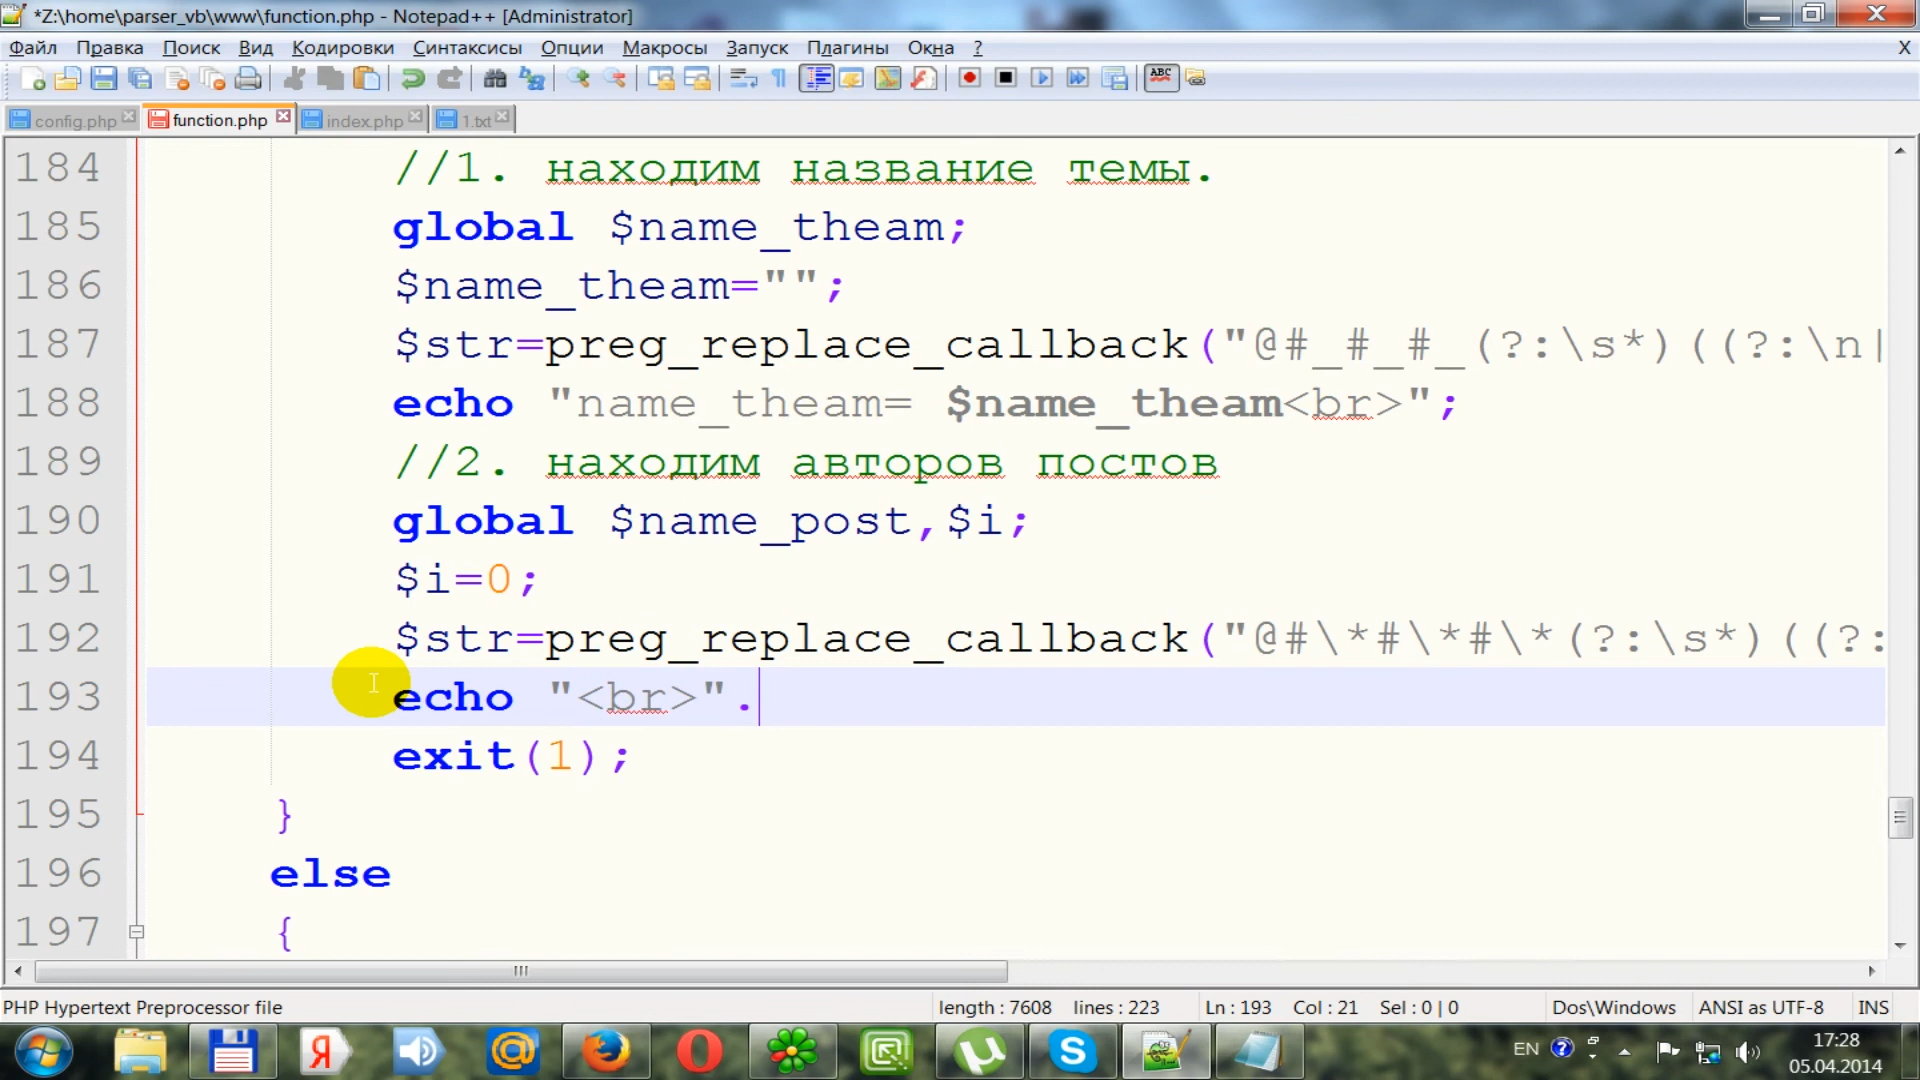 *Z:\home\parser_vb\www\function.php - Notepad++ [Administrator]
Файл Правка Поиск Вид Кодировки Синтаксисы Опции Макросы Запуск Плагины Окна ? X
config.php function.php index.php 1.txt
184 //1. находим название темы.
185 global $name_theam;
186 $name_theam="";
187 $str=preg_replace_callback("@#_#_#_(?:\s*)((?:\n|
188 echo "name_theam= $name_theam<br>";
189 //2. находим авторов постов
190 global $name_post,$i;
191 $i=0;
192 $str=preg_replace_callback("@#\*#\*#\*(?:\s*)((?:
193 echo "<br>".
194 exit(1);
195 }
196 else
197 {
PHP Hypertext Preprocessor file length : 7608 lines : 223 Ln : 193 Col : 21 Sel : 0 | 0 Dos\Windows ANSI as UTF-8 INS
EN 17:28
05.04.2014